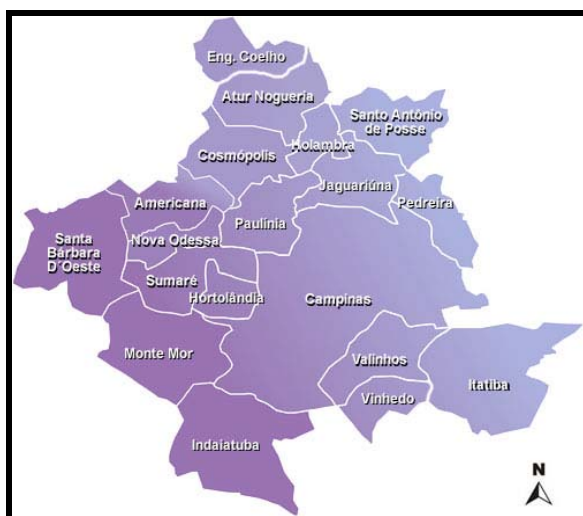 Eng. Coelho
Atur Nogueria
Santo Antônio
de Posse
Holambra
Cosmópolis
Jaguariúna
Pedreira
Americana
Paulínia
Nova Odessa
Santa
Bárbara
D´Oeste
Sumaré
Hortolândia
Campinas
Monte Mor
Valinhos
Itatiba
Vinhedo
Indaiatuba
N